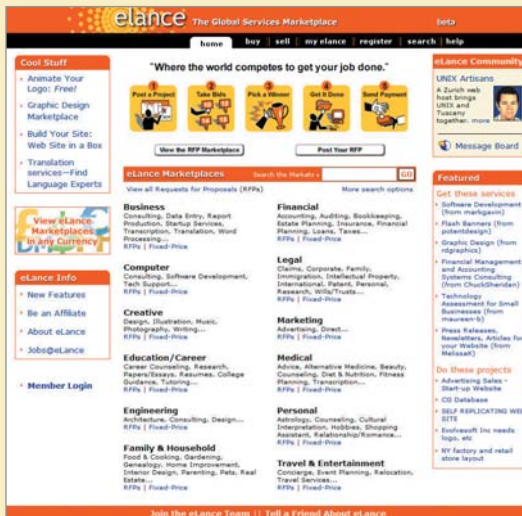 elance The Global Services Marketplace
beta
home | buy | sell | my elance | register | search | help
Cool Stuff
Animate Your
Logo: Free!
Graphic Design
Marketplace
Build Your Site:
Web Site in a Box
Translation
services—Find
Language Experts
View eLance
Marketplaces
in any Currency
eLance Info
New Features
Be an Affiliate
About eLance
Jobs@eLance
Member Login
"Where the world competes to get your job done."
1 2 3 4 5
Post a Project
Take Bids
Pick a Winner
Get It Done
Send Payment
View the RFP Marketplace
Post Your RFP
eLance Marketplaces
Search the Markets
GO
View all Requests for Proposals (RFPs)
More search options
Business
Consulting, Data Entry, Report
Production, Startup Services,
Transcription, Translation, Word
Processing...
RFPs | Fixed-Price
Computer
Consulting, Software Development,
Tech Support...
RFPs | Fixed-Price
Creative
Design, Illustration, Music,
Photography, Writing...
RFPs | Fixed-Price
Education/Career
Career Counseling, Research,
Papers/Essays, Resumes, College
Guidance, Tutoring...
RFPs | Fixed-Price
Engineering
Architecture, Consulting, Design...
RFPs | Fixed-Price
Family & Household
Food & Cooking, Gardening,
Genealogy, Home Improvement,
Interior Design, Parenting, Pets, Real
Estate...
RFPs | Fixed-Price
Financial
Accounting, Auditing, Bookkeeping,
Estate Planning, Insurance, Financial
Planning, Loans, Taxes...
RFPs | Fixed-Price
Legal
Claims, Corporate, Family,
Immigration, Intellectual Property,
International, Patent, Personal,
Research, Wills/Trusts...
RFPs | Fixed-Price
Marketing
Advertising, Direct...
RFPs | Fixed-Price
Medical
Advice, Alternative Medicine, Beauty,
Counseling, Diet & Nutrition, Fitness
Planning, Transcription...
RFPs | Fixed-Price
Personal
Astrology, Counseling, Cultural
Interpretation, Hobbies, Shopping
Assistant, Relationship/Romance...
RFPs | Fixed-Price
Travel & Entertainment
Concierge, Event Planning, Relocation,
Travel Services...
RFPs | Fixed-Price
eLance Community
UNIX Artisans
A Zurich web
host brings
UNIX and
Tuscany
together. more
Message Board
Featured
Get these services
Software Development
(from markgavin)
Flash Banners (from
potentdesign)
Graphic Design (from
rdgraphics)
Financial Management
and Accounting
Systems Consulting
(from ChuckSheridan)
Technology
Assessment for Small
Businesses (from
maureen-b)
Press Releases,
Newsletters, Articles for
your Website (from
MelissaK)
Do these projects
Advertising Sales -
Start-up Website
CD Database
SELF REPLICATING WEB
SITE
Evolvesoft Inc needs
logo, etc
NY factory and retail
store layout
Join the eLance Team || Tell a Friend About eLance